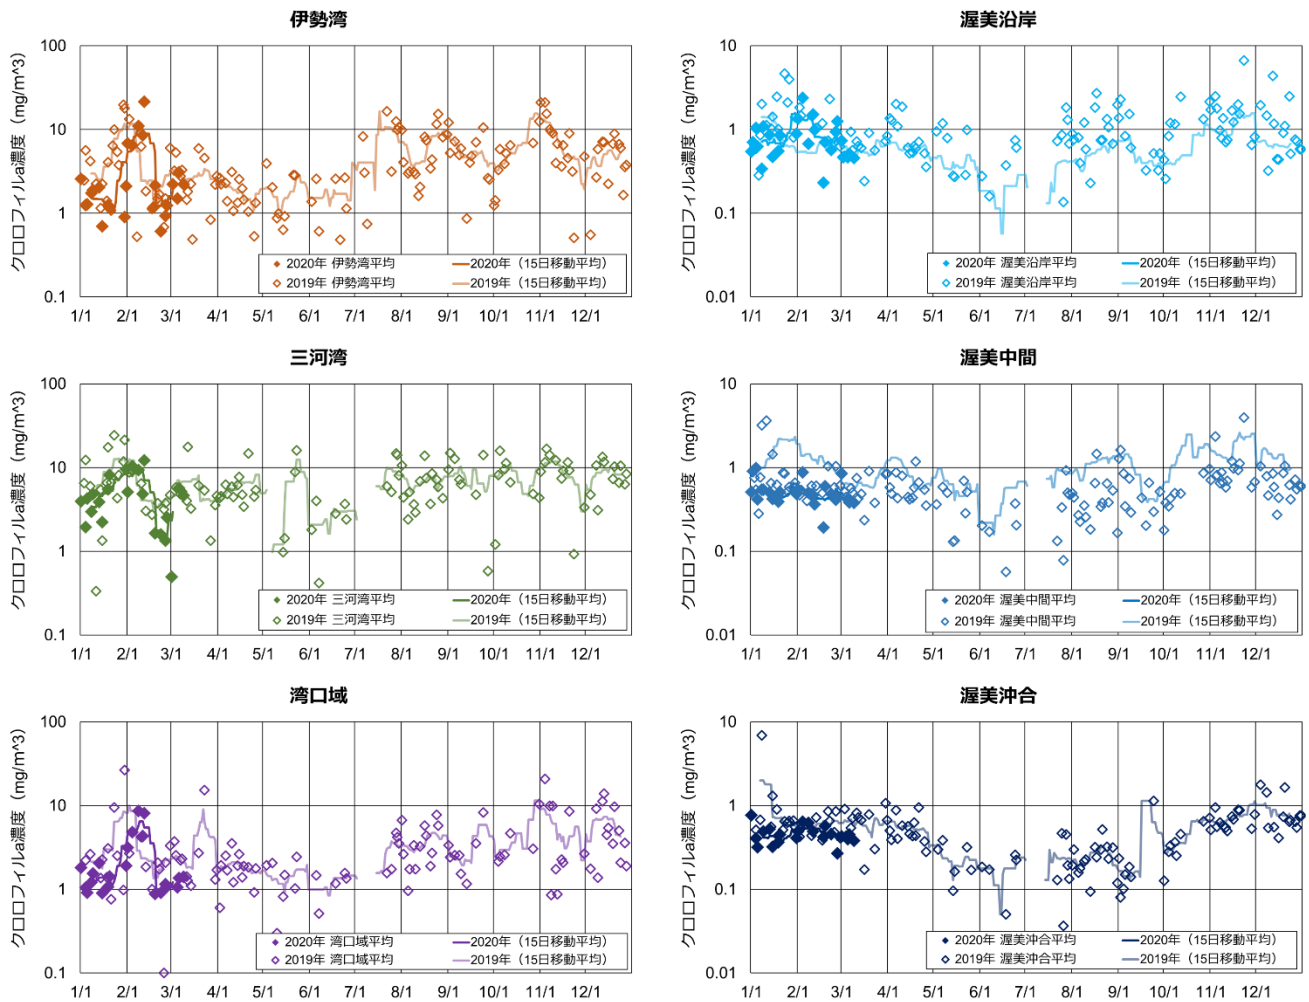 伊勢湾
クロロフィルa濃度（mg/m^3）
100
10
1
0.1
2020年 伊勢湾平均
2020年（15日移動平均）
2019年 伊勢湾平均
2019年（15日移動平均）
1/1 2/1 3/1 4/1 5/1 6/1 7/1 8/1 9/1 10/1 11/1 12/1
渥美沿岸
クロロフィルa濃度（mg/m^3）
10
1
0.1
0.01
2020年 渥美沿岸平均
2020年（15日移動平均）
2019年 渥美沿岸平均
2019年（15日移動平均）
1/1 2/1 3/1 4/1 5/1 6/1 7/1 8/1 9/1 10/1 11/1 12/1
三河湾
クロロフィルa濃度（mg/m^3）
100
10
1
0.1
2020年 三河湾平均
2020年（15日移動平均）
2019年 三河湾平均
2019年（15日移動平均）
1/1 2/1 3/1 4/1 5/1 6/1 7/1 8/1 9/1 10/1 11/1 12/1
渥美中間
クロロフィルa濃度（mg/m^3）
10
1
0.1
0.01
2020年 渥美中間平均
2020年（15日移動平均）
2019年 渥美中間平均
2019年（15日移動平均）
1/1 2/1 3/1 4/1 5/1 6/1 7/1 8/1 9/1 10/1 11/1 12/1
湾口域
クロロフィルa濃度（mg/m^3）
100
10
1
0.1
2020年 湾口域平均
2020年（15日移動平均）
2019年 湾口域平均
2019年（15日移動平均）
1/1 2/1 3/1 4/1 5/1 6/1 7/1 8/1 9/1 10/1 11/1 12/1
渥美沖合
クロロフィルa濃度（mg/m^3）
10
1
0.1
0.01
2020年 渥美沖合平均
2020年（15日移動平均）
2019年 渥美沖合平均
2019年（15日移動平均）
1/1 2/1 3/1 4/1 5/1 6/1 7/1 8/1 9/1 10/1 11/1 12/1